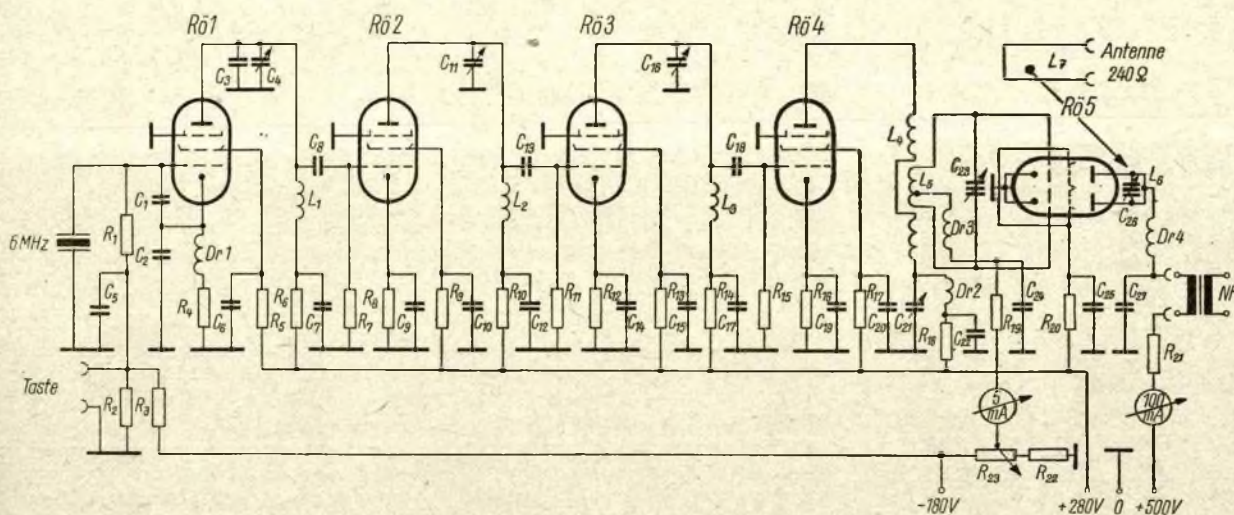 Rö1
Rö2
Rö3
Rö4
C3
C4
C11
C16
L7
Antenne
240 Ω
Rö5
L4
C8
C13
C18
L5
C23
L6
C26
C1
C2
R1
6MHz
Dr1
L1
L2
L3
Dr3
Dr4
Dr2
C5
R4
C6
R5
R6
C7
R7
R8
C9
R9
C10
R10
C12
R11
R12
C14
R13
C15
R14
C17
R15
R16
C19
R17
C20
C21
R18
C22
R19
C24
R20
C25
C27
NF
R21
Taste
R2
R3
5
mA
100
mA
R23
R22
-180V
+280V
0
+500V